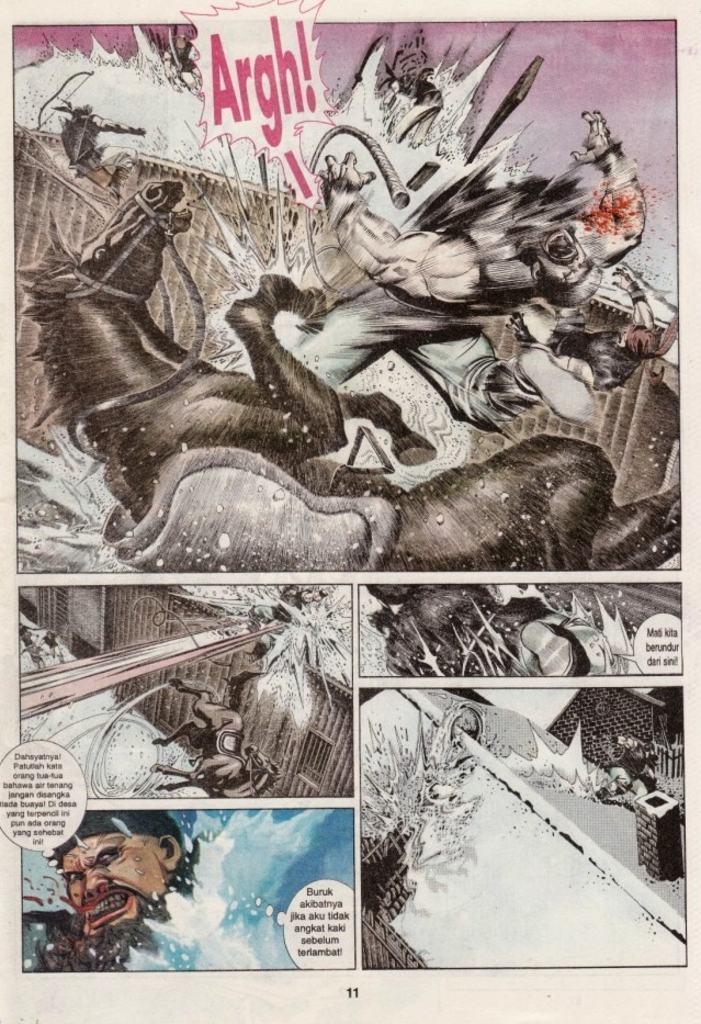 Argh!
Mati kita
berundur
dari sini!
Dahsyatnya!
Patutlah kata
orang tua-tua
bahawa air tenang
jangan disangka
tiada buaya! Di desa
yang terpencil ini
pun ada orang
yang sehebat
ini!
Buruk
akibatnya
jika aku tidak
angkat kaki
sebelum
terlambat!
11